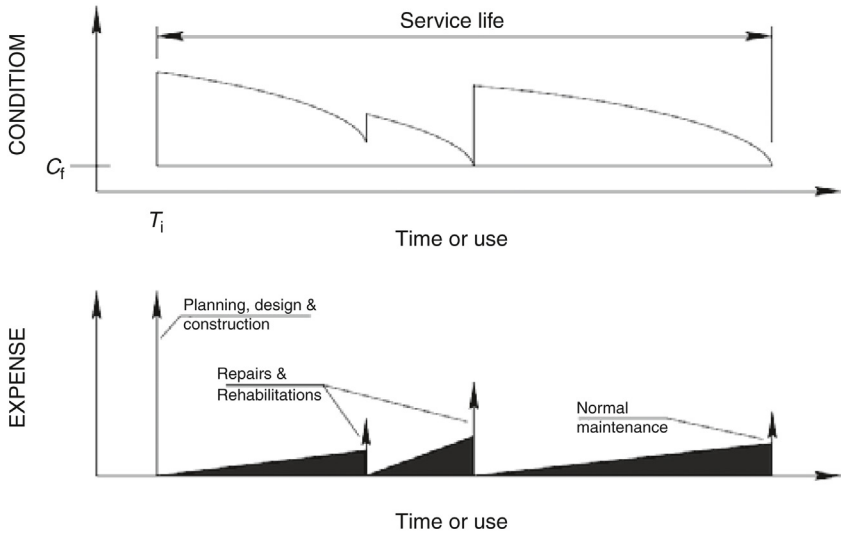 Service life
CONDITIOM
Cf
Ti
Time or use
Planning, design &
construction
EXPENSE
Repairs &
Rehabilitations
Normal
maintenance
Time or use